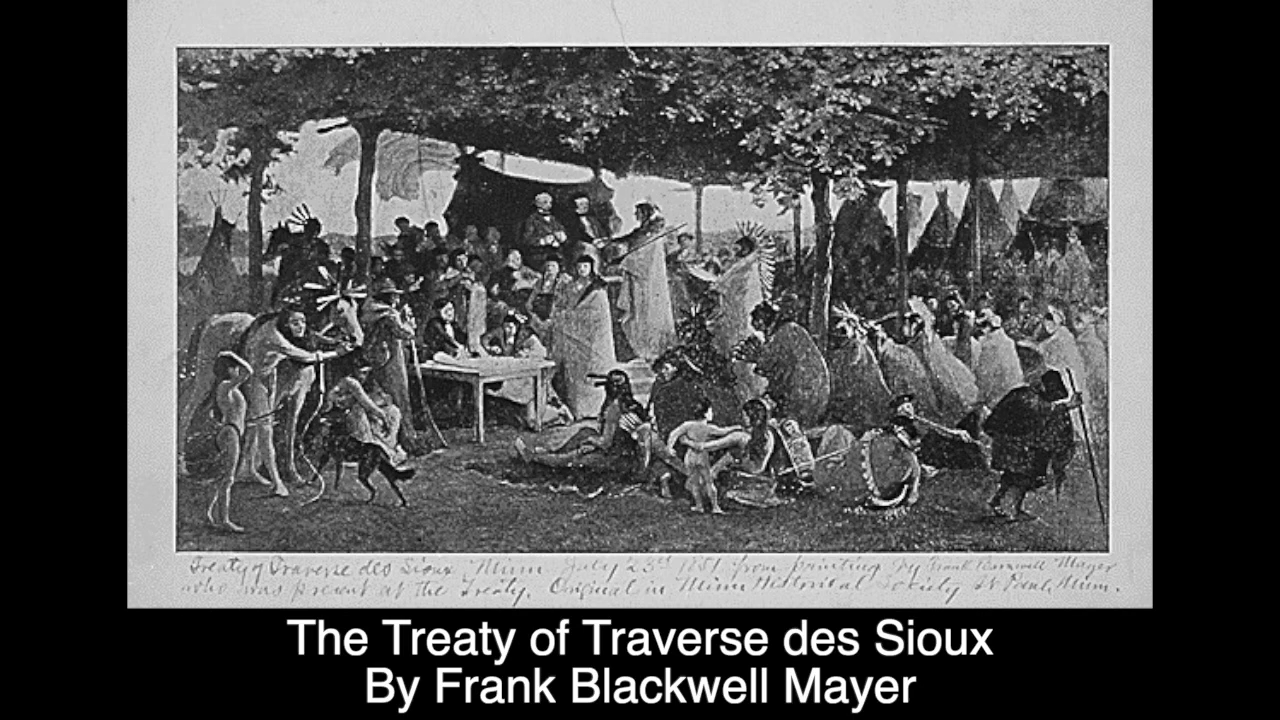 Treaty of Traverse des Sioux Minn. July 23rd 1851 from painting by Frank Mayer
who was present at the Treaty. Original in Minn Historical Society St Paul, Minn.
The Treaty of Traverse des Sioux
By Frank Blackwell Mayer